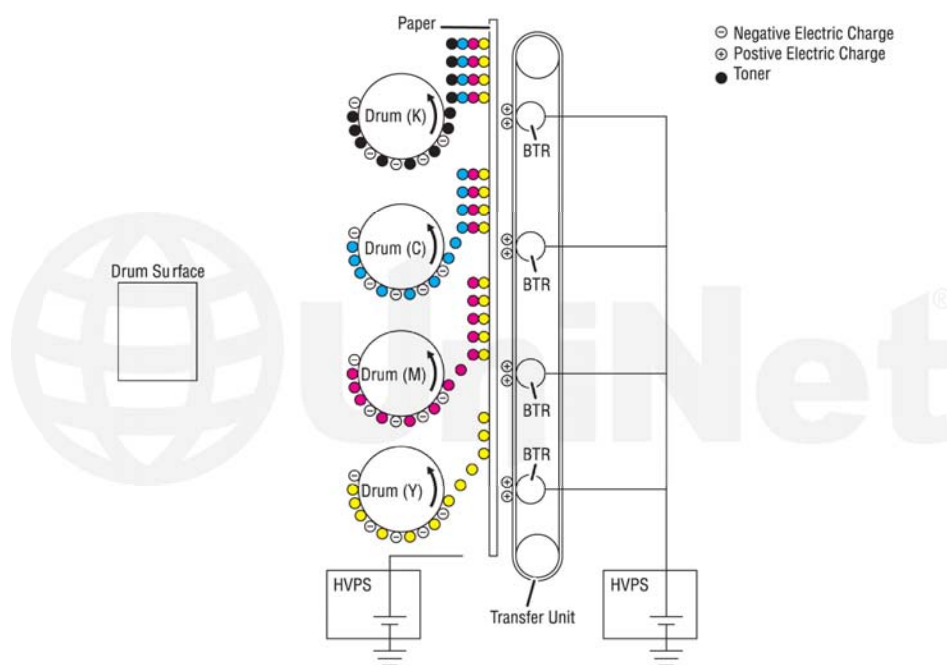 Paper
⊖ Negative Electric Charge
⊕ Postive Electric Charge
● Toner
Drum (K)
BTR
Drum (C)
BTR
Drum Surface
UniNet®
Drum (M)
BTR
BTR
Drum (Y)
HVPS
HVPS
Transfer Unit